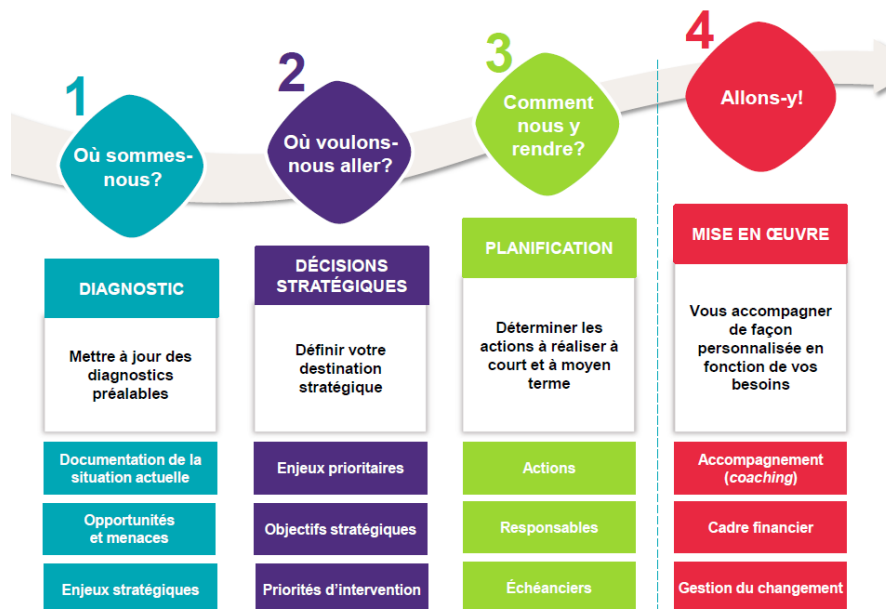 1
Où sommes-
nous?
DIAGNOSTIC
Mettre à jour des
diagnostics
préalables
Documentation de la
situation actuelle
Opportunités
et menaces
Enjeux stratégiques
2
Où voulons-
nous aller?
DÉCISIONS
STRATÉGIQUES
Définir votre
destination
stratégique
Enjeux prioritaires
Objectifs stratégiques
Priorités d'intervention
3
Comment
nous y
rendre?
PLANIFICATION
Déterminer les
actions à réaliser à
court et à moyen
terme
Actions
Responsables
Échéanciers
4
Allons-y!
MISE EN ŒUVRE
Vous accompagner
de façon
personnalisée en
fonction de vos
besoins
Accompagnement
(coaching)
Cadre financier
Gestion du changement